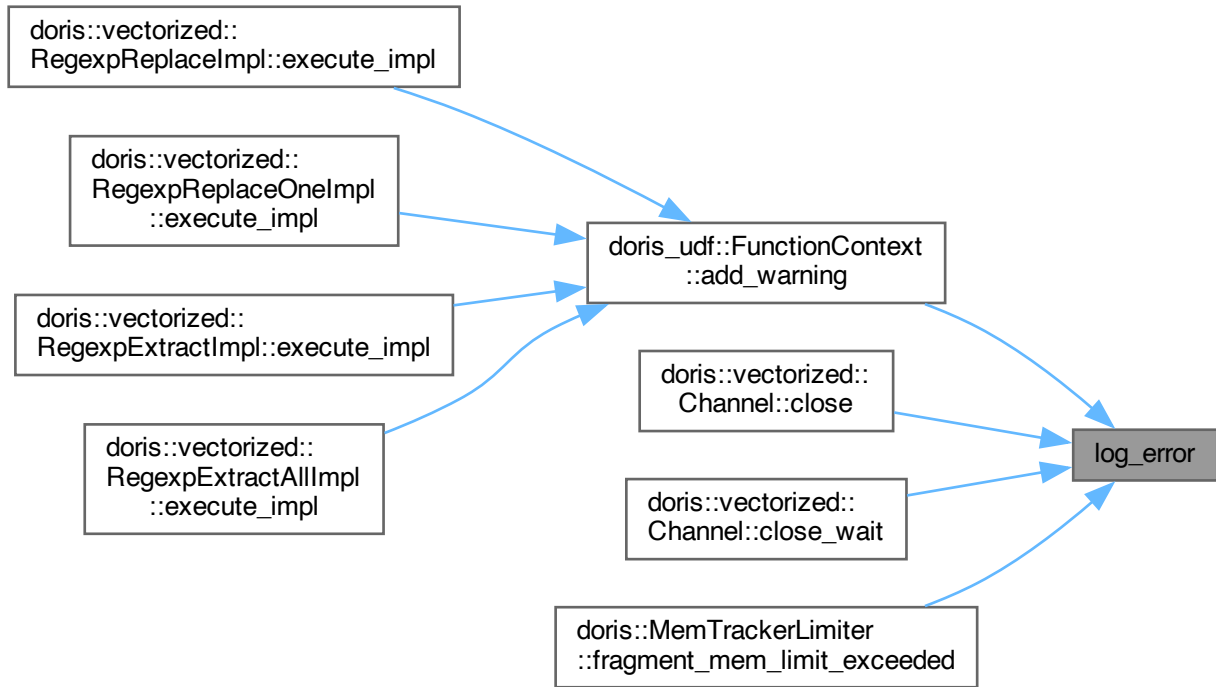 doris::vectorized::
RegexpReplaceImpl::execute_impl
doris::vectorized::
RegexpReplaceOneImpl
::execute_impl
doris::vectorized::
RegexpExtractImpl::execute_impl
doris::vectorized::
RegexpExtractAllImpl
::execute_impl
doris_udf::FunctionContext
::add_warning
doris::vectorized::
Channel::close
doris::vectorized::
Channel::close_wait
doris::MemTrackerLimiter
::fragment_mem_limit_exceeded
log_error